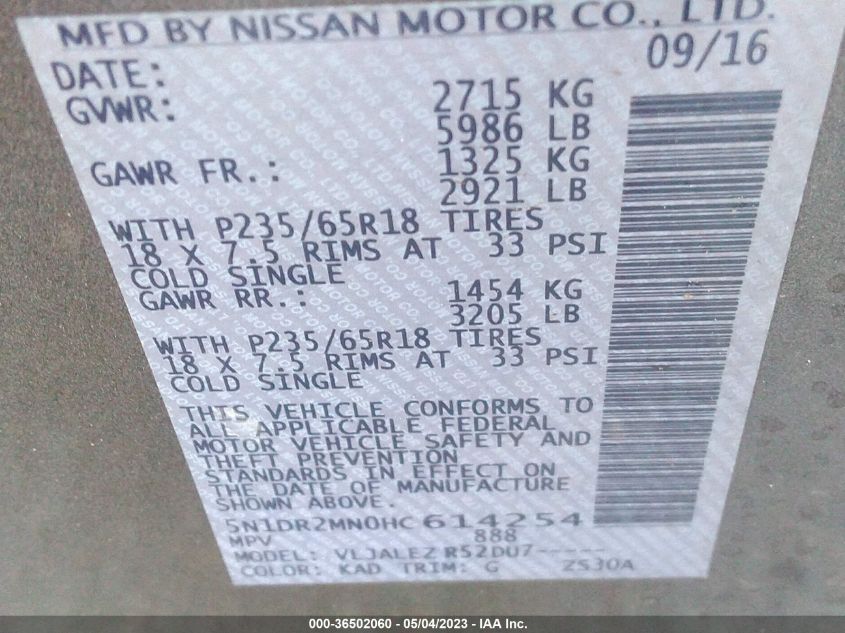 MFD BY NISSAN MOTOR CO., LTD.
DATE: 09/16
GVWR: 2715 KG
5986 LB
GAWR FR.: 1325 KG
2921 LB
WITH P235/65R18 TIRES
18 X 7.5 RIMS AT 33 PSI
COLD SINGLE
GAWR RR.: 1454 KG
3205 LB
WITH P235/65R18 TIRES
18 X 7.5 RIMS AT 33 PSI
COLD SINGLE
THIS VEHICLE CONFORMS TO
ALL APPLICABLE FEDERAL
MOTOR VEHICLE SAFETY AND
THEFT PREVENTION
STANDARDS IN EFFECT ON
THE DATE OF MANUFACTURE
SHOWN ABOVE.
5N1DR2MN0HC614254
MPV 888
MODEL: VLJALEZ R52DU7-----
COLOR: KAD TRIM: G ZS30A
000-36502060 - 05/04/2023 - IAA Inc.